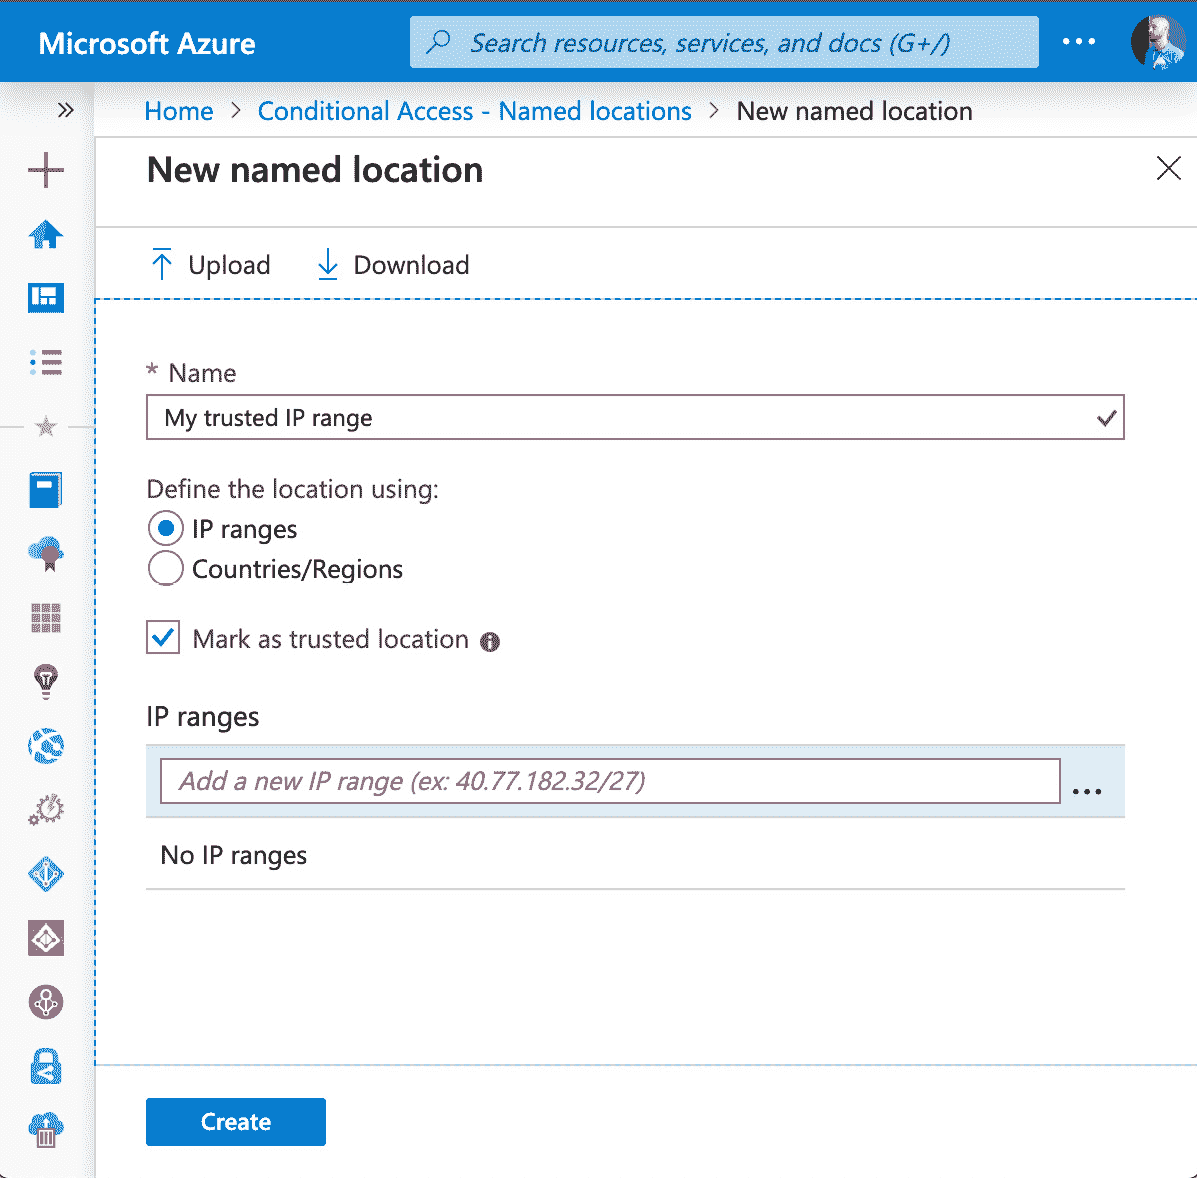 Microsoft Azure
Search resources, services, and docs (G+/)
Home > Conditional Access - Named locations > New named location
New named location
Upload Download
* Name
My trusted IP range
Define the location using:
IP ranges
Countries/Regions
Mark as trusted location
IP ranges
Add a new IP range (ex: 40.77.182.32/27)
No IP ranges
Create